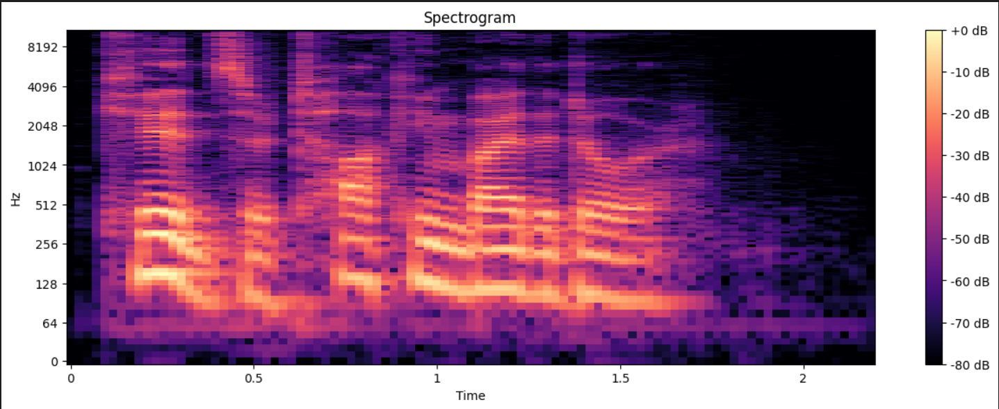 Spectrogram
Hz
8192
4096
2048
1024
512
256
128
64
0
0 0.5 1 1.5 2
Time
+0 dB
-10 dB
-20 dB
-30 dB
-40 dB
-50 dB
-60 dB
-70 dB
-80 dB